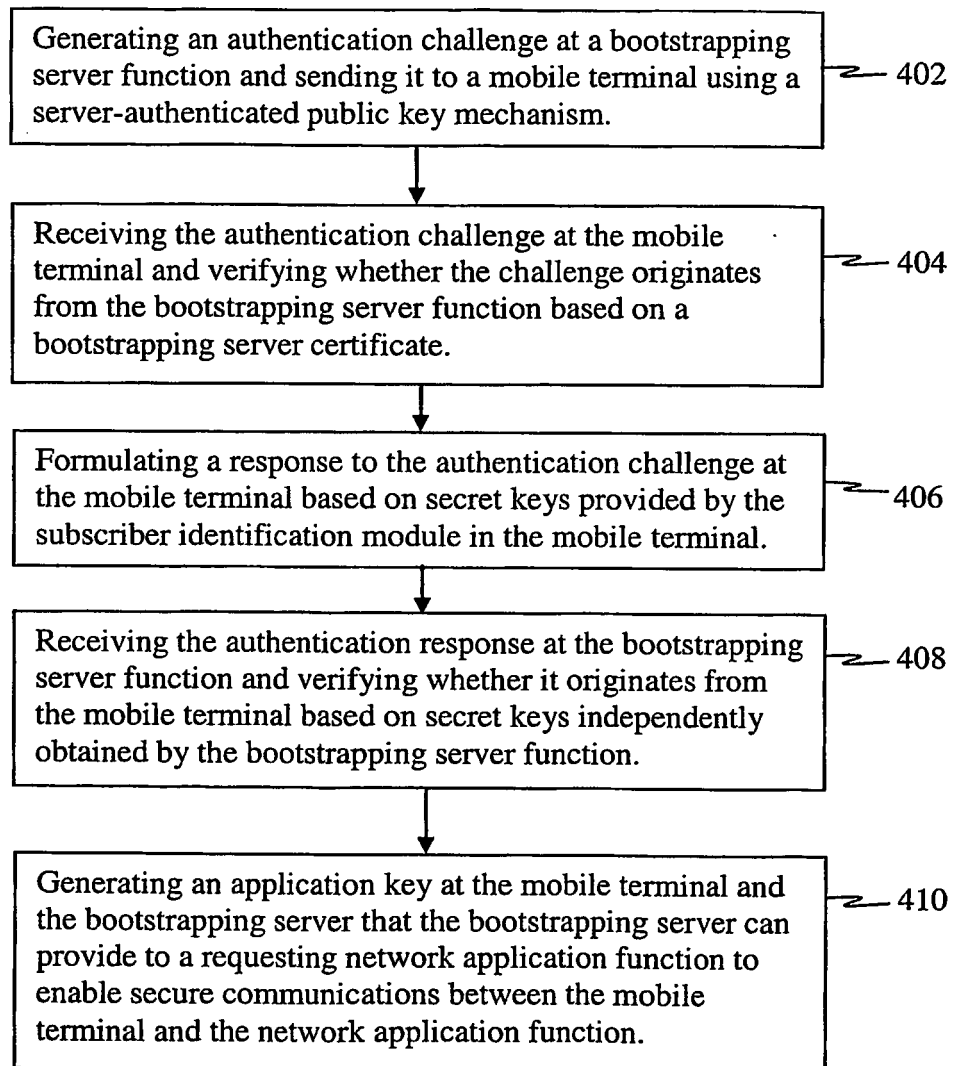 Generating an authentication challenge at a bootstrapping
server function and sending it to a mobile terminal using a
server-authenticated public key mechanism.
402
Receiving the authentication challenge at the mobile
terminal and verifying whether the challenge originates
from the bootstrapping server function based on a
bootstrapping server certificate.
404
Formulating a response to the authentication challenge at
the mobile terminal based on secret keys provided by the
subscriber identification module in the mobile terminal.
406
Receiving the authentication response at the bootstrapping
server function and verifying whether it originates from
the mobile terminal based on secret keys independently
obtained by the bootstrapping server function.
408
Generating an application key at the mobile terminal and
the bootstrapping server that the bootstrapping server can
provide to a requesting network application function to
enable secure communications between the mobile
terminal and the network application function.
410